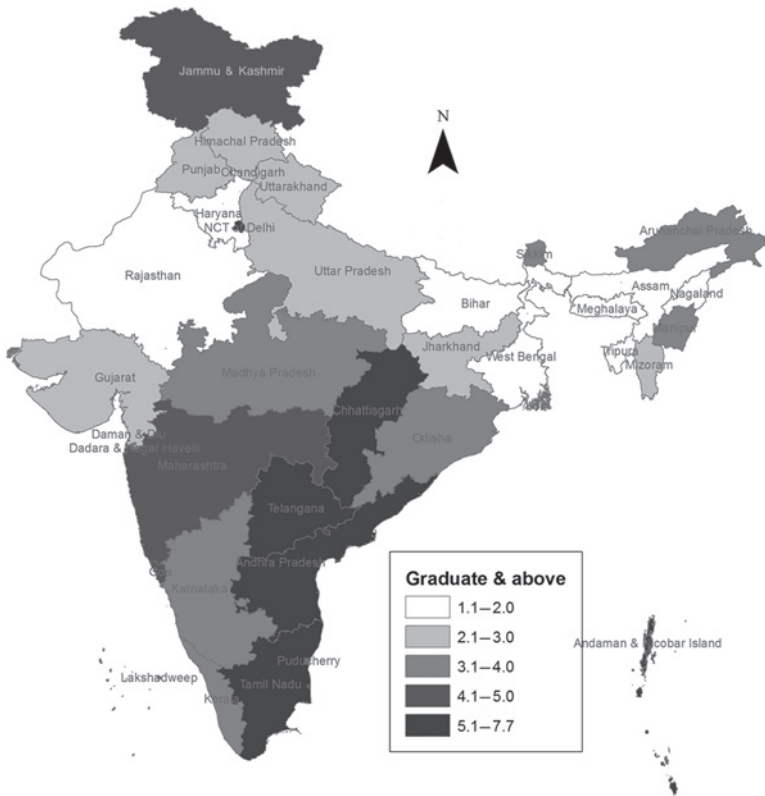 Jammu & Kashmir
N
Himachal Pradesh
Punjab
Chandigarh
Uttarakhand
Haryana
NCT of Delhi
Arunanchal Pradesh
Sikkim
Uttar Pradesh
Rajasthan
Assam
Nagaland
Bihar
Meghalaya
Manipur
Jharkhand
West Bengal
Tripura
Mizoram
Gujarat
Madhya Pradesh
Chhattisgarh
Daman & Diu
Dadara & Nagar Havelli
Odisha
Maharashtra
Telangana
Andhra Pradesh
Goa
Karnataka
Graduate & above
1.1–2.0
2.1–3.0
3.1–4.0
4.1–5.0
5.1–7.7
Andaman & Nicobar Island
Puducherry
Lakshadweep
Tamil Nadu
Kerala